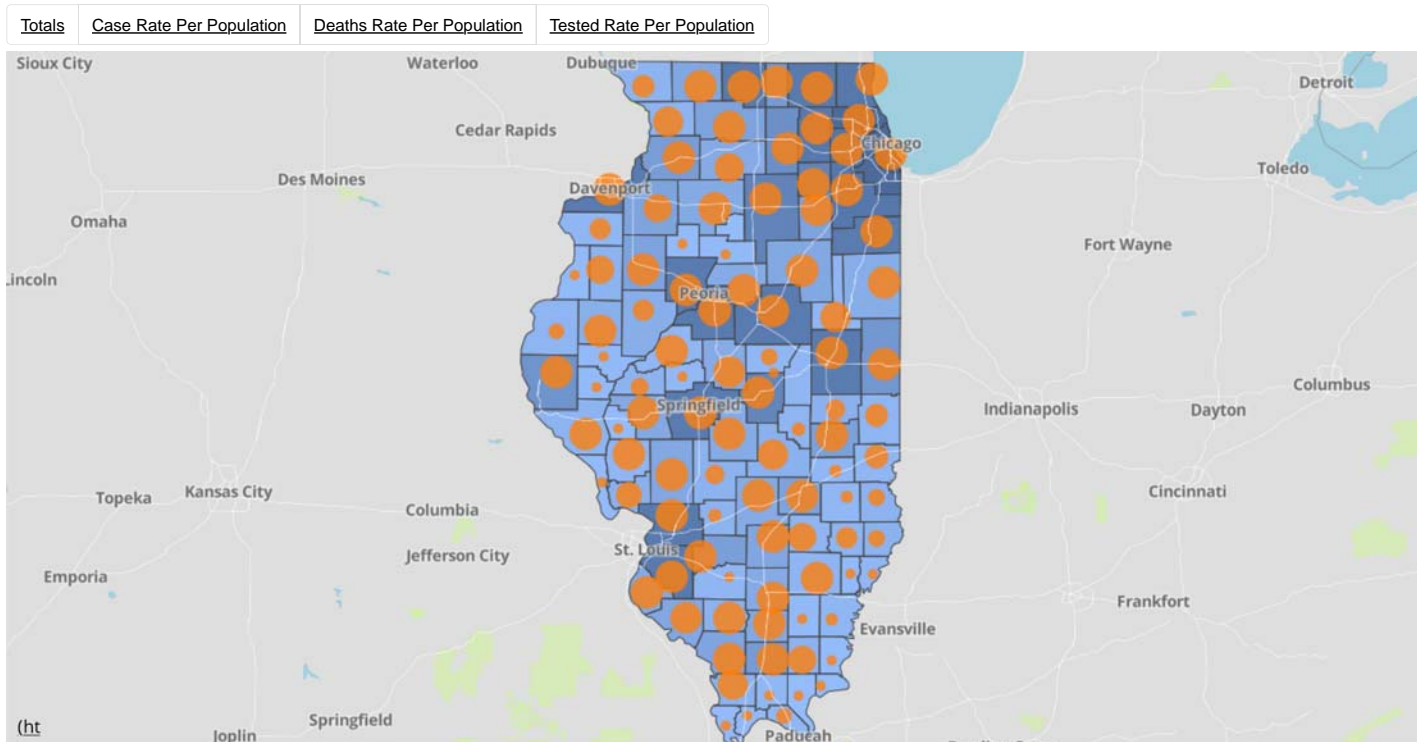 Totals
Case Rate Per Population
Deaths Rate Per Population
Tested Rate Per Population
Sioux City
Waterloo
Dubuque
Detroit
Cedar Rapids
Chicago
Toledo
Des Moines
Davenport
Omaha
Fort Wayne
Lincoln
Peoria
Columbus
Springfield
Indianapolis
Dayton
Topeka
Kansas City
Cincinnati
Columbia
St. Louis
Jefferson City
Emporia
Frankfort
Evansville
Springfield
(ht
Joplin
Paducah